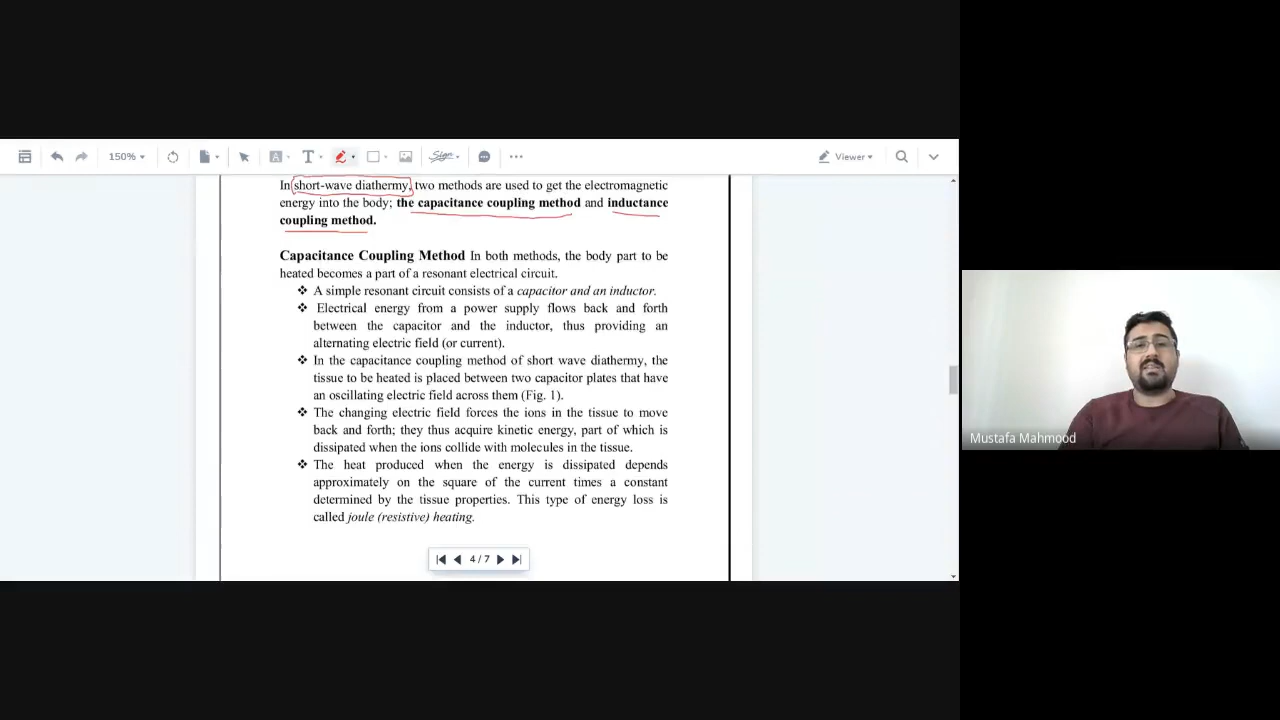 150%
T
Sign
Viewer
In short-wave diathermy, two methods are used to get the electromagnetic
energy into the body; the capacitance coupling method and inductance
coupling method.
Capacitance Coupling Method In both methods, the body part to be
heated becomes a part of a resonant electrical circuit.
❖ A simple resonant circuit consists of a capacitor and an inductor.
❖ Electrical energy from a power supply flows back and forth
between the capacitor and the inductor, thus providing an
alternating electric field (or current).
❖ In the capacitance coupling method of short wave diathermy, the
tissue to be heated is placed between two capacitor plates that have
an oscillating electric field across them (Fig. 1).
❖ The changing electric field forces the ions in the tissue to move
back and forth; they thus acquire kinetic energy, part of which is
dissipated when the ions collide with molecules in the tissue.
❖ The heat produced when the energy is dissipated depends
approximately on the square of the current times a constant
determined by the tissue properties. This type of energy loss is
called joule (resistive) heating.
4 / 7
Mustafa Mahmood